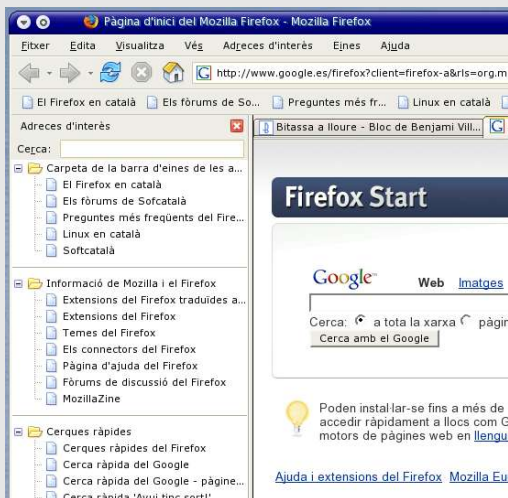 Pàgina d'inici del Mozilla Firefox - Mozilla Firefox
Fitxer Edita Visualitza Vés Adreces d'interès Eines Ajuda
G http://www.google.es/firefox?client=firefox-a&rls=org.m
El Firefox en català Els fòrums de So... Preguntes més fr... Linux en català
Adreces d'interès
Bitassa a lloure - Bloc de Benjami Vill... G
Cerca:
Carpeta de la barra d'eines de les a...
El Firefox en català
Els fòrums de Sofcatalà
Preguntes més freqüents del Fire...
Linux en català
Softcatalà
Informació de Mozilla i el Firefox
Extensions del Firefox traduïdes a...
Extensions del Firefox
Temes del Firefox
Els connectors del Firefox
Pàgina d'ajuda del Firefox
Fòrums de discussió del Firefox
MozillaZine
Cerques ràpides
Cerques ràpides del Firefox
Cerca ràpida del Google
Cerca ràpida del Google - pàgine...
Cerca ràpida 'Avui tinc sort!'
Firefox Start
Google™ Web Imatges
Cerca: a tota la xarxa pàgin
Cerca amb el Google
Poden instal·lar-se fins a més de
accedir ràpidament a llocs com G
motors de pàgines web en llengu
Ajuda i extensions del Firefox Mozilla Eu